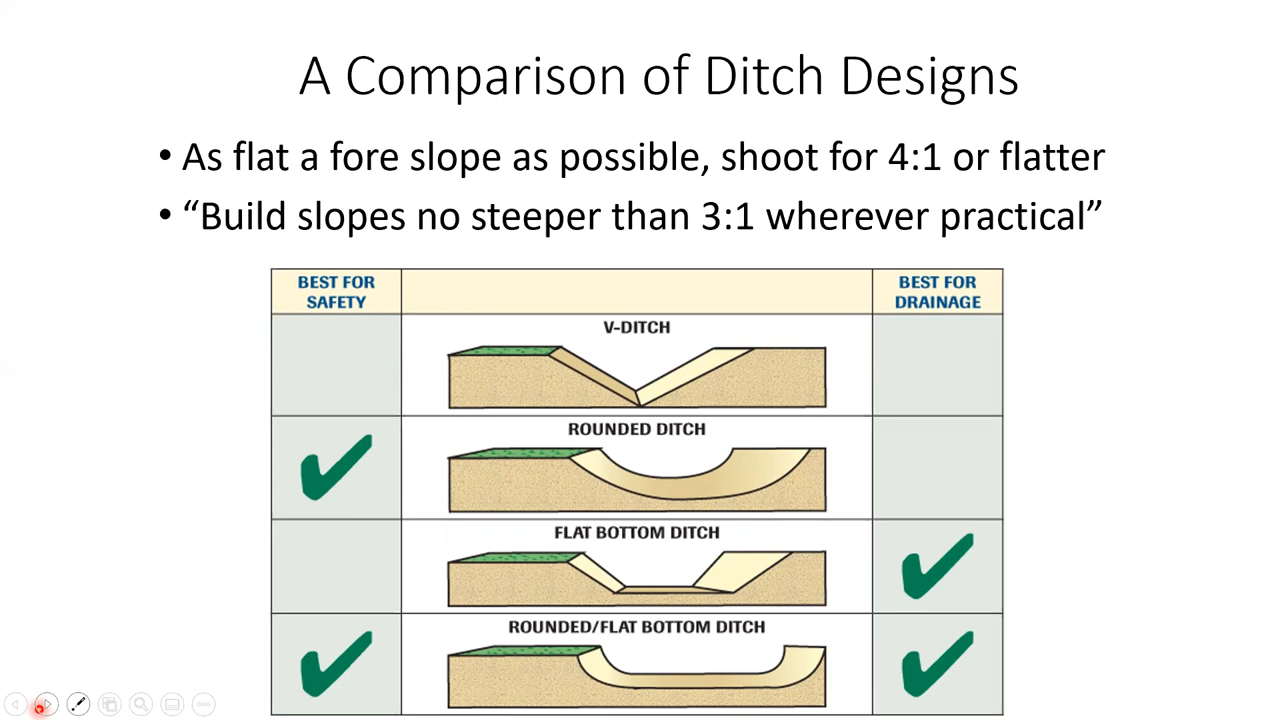 A Comparison of Ditch Designs
• As flat a fore slope as possible, shoot for 4:1 or flatter
• “Build slopes no steeper than 3:1 wherever practical”
BEST FOR
SAFETY
BEST FOR
DRAINAGE
V-DITCH
ROUNDED DITCH
FLAT BOTTOM DITCH
ROUNDED/FLAT BOTTOM DITCH